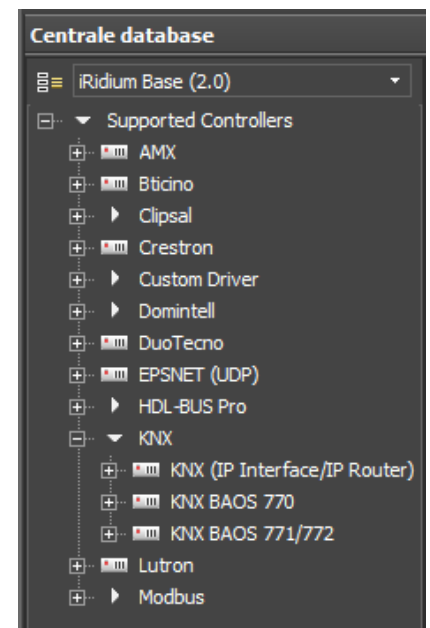 Centrale database
iRidium Base (2.0)
Supported Controllers
AMX
Bticino
Clipsal
Crestron
Custom Driver
Domintell
DuoTecno
EPSNET (UDP)
HDL-BUS Pro
KNX
KNX (IP Interface/IP Router)
KNX BAOS 770
KNX BAOS 771/772
Lutron
Modbus